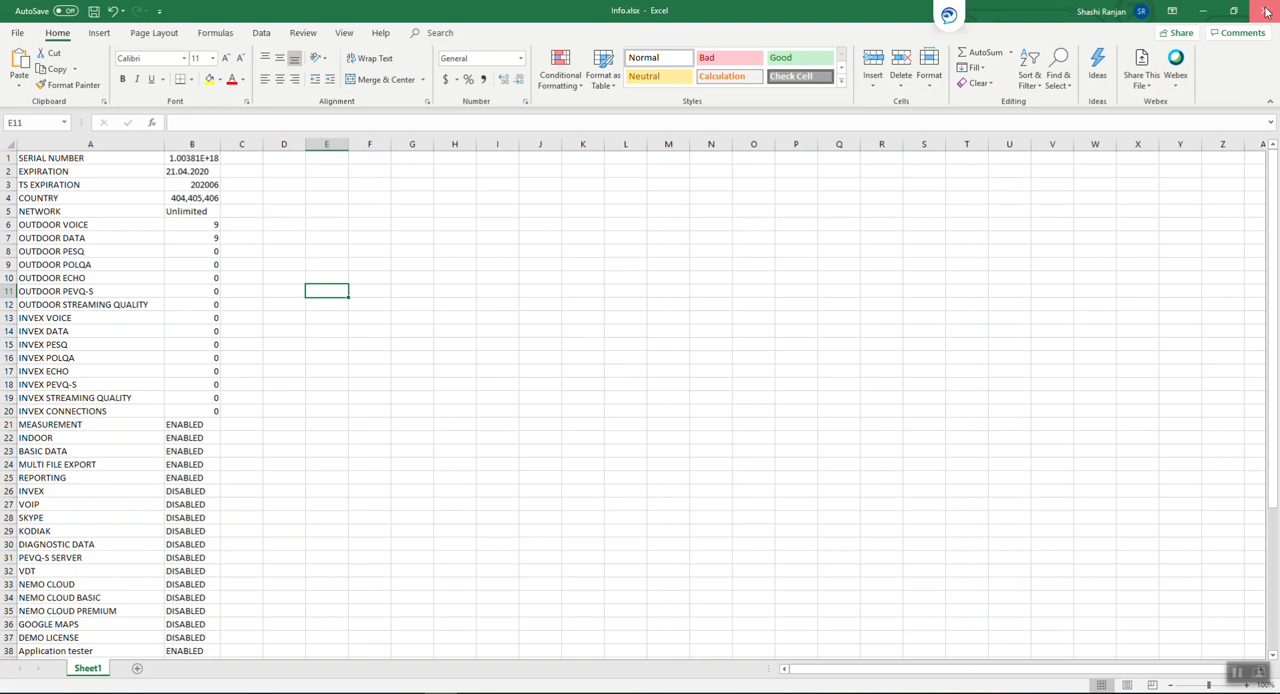 AutoSave Off
Info.xlsx - Excel
Shashi Ranjan SR
File Home Insert Page Layout Formulas Data Review View Help Search
Share Comments
Paste
Cut
Copy
Format Painter
Clipboard
Calibri 11 A A
B I U A
Font
Wrap Text
Merge & Center
Alignment
General
$ % ,
Number
Conditional Formatting
Format as Table
Normal Bad Good
Neutral Calculation Check Cell
Styles
Insert Delete Format
Cells
AutoSum
Fill
Clear
Sort & Filter
Find & Select
Editing
Ideas
Ideas
Share This File
Webex
Webex
E11 fx
A B C D E F G H I J K L M N O P Q R S T U V W X Y Z A
1 SERIAL NUMBER 1.00381E+18
2 EXPIRATION 21.04.2020
3 TS EXPIRATION 202006
4 COUNTRY 404,405,406
5 NETWORK Unlimited
6 OUTDOOR VOICE 9
7 OUTDOOR DATA 9
8 OUTDOOR PESQ 0
9 OUTDOOR POLQA 0
10 OUTDOOR ECHO 0
11 OUTDOOR PEVQ-S 0
12 OUTDOOR STREAMING QUALITY 0
13 INVEX VOICE 0
14 INVEX DATA 0
15 INVEX PESQ 0
16 INVEX POLQA 0
17 INVEX ECHO 0
18 INVEX PEVQ-S 0
19 INVEX STREAMING QUALITY 0
20 INVEX CONNECTIONS 0
21 MEASUREMENT ENABLED
22 INDOOR ENABLED
23 BASIC DATA ENABLED
24 MULTI FILE EXPORT ENABLED
25 REPORTING ENABLED
26 INVEX DISABLED
27 VOIP DISABLED
28 SKYPE DISABLED
29 KODIAK DISABLED
30 DIAGNOSTIC DATA DISABLED
31 PEVQ-S SERVER DISABLED
32 VDT DISABLED
33 NEMO CLOUD DISABLED
34 NEMO CLOUD BASIC DISABLED
35 NEMO CLOUD PREMIUM DISABLED
36 GOOGLE MAPS DISABLED
37 DEMO LICENSE DISABLED
38 Application tester ENABLED
Sheet1
100%